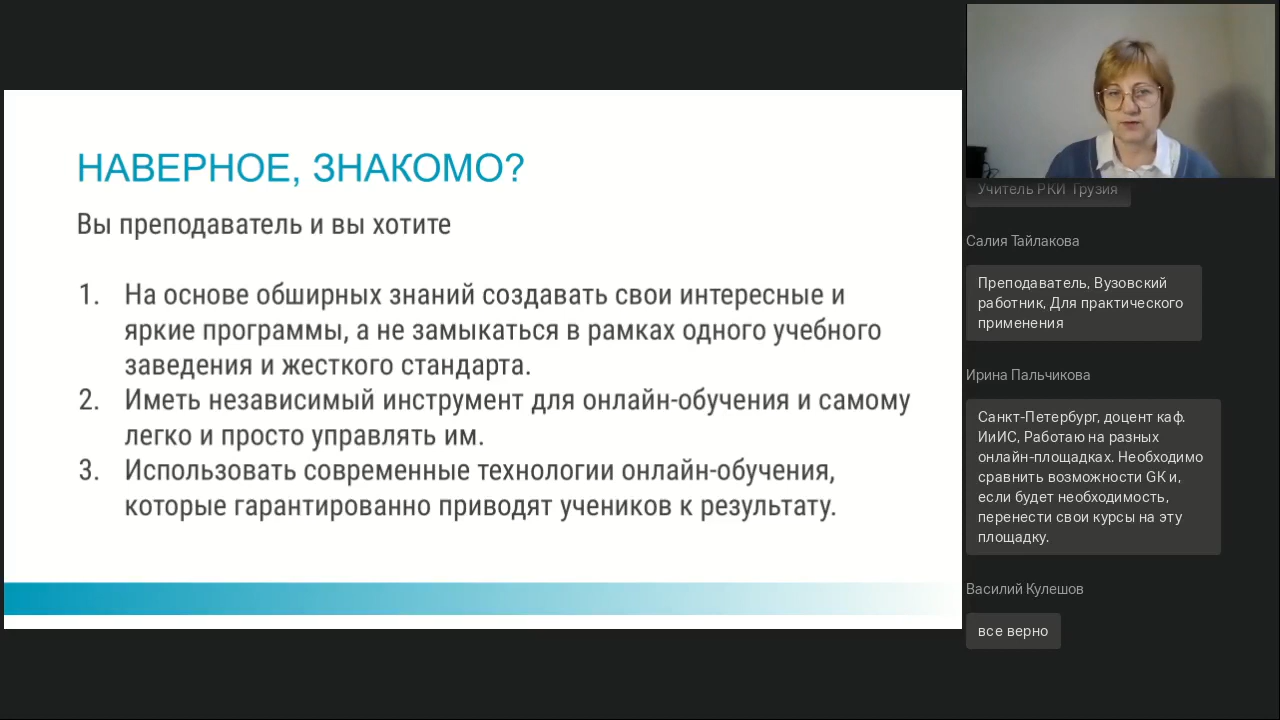 НАВЕРНОЕ, ЗНАКОМО?
Вы преподаватель и вы хотите
1. На основе обширных знаний создавать свои интересные и
яркие программы, а не замыкаться в рамках одного учебного
заведения и жесткого стандарта.
2. Иметь независимый инструмент для онлайн-обучения и самому
легко и просто управлять им.
3. Использовать современные технологии онлайн-обучения,
которые гарантированно приводят учеников к результату.
Учитель РКИ Грузия
Салия Тайлакова
Преподаватель, Вузовский
работник, Для практического
применения
Ирина Пальчикова
Санкт-Петербург, доцент каф.
ИиИС, Работаю на разных
онлайн-площадках. Необходимо
сравнить возможности GK и,
если будет необходимость,
перенести свои курсы на эту
площадку.
Василий Кулешов
все верно